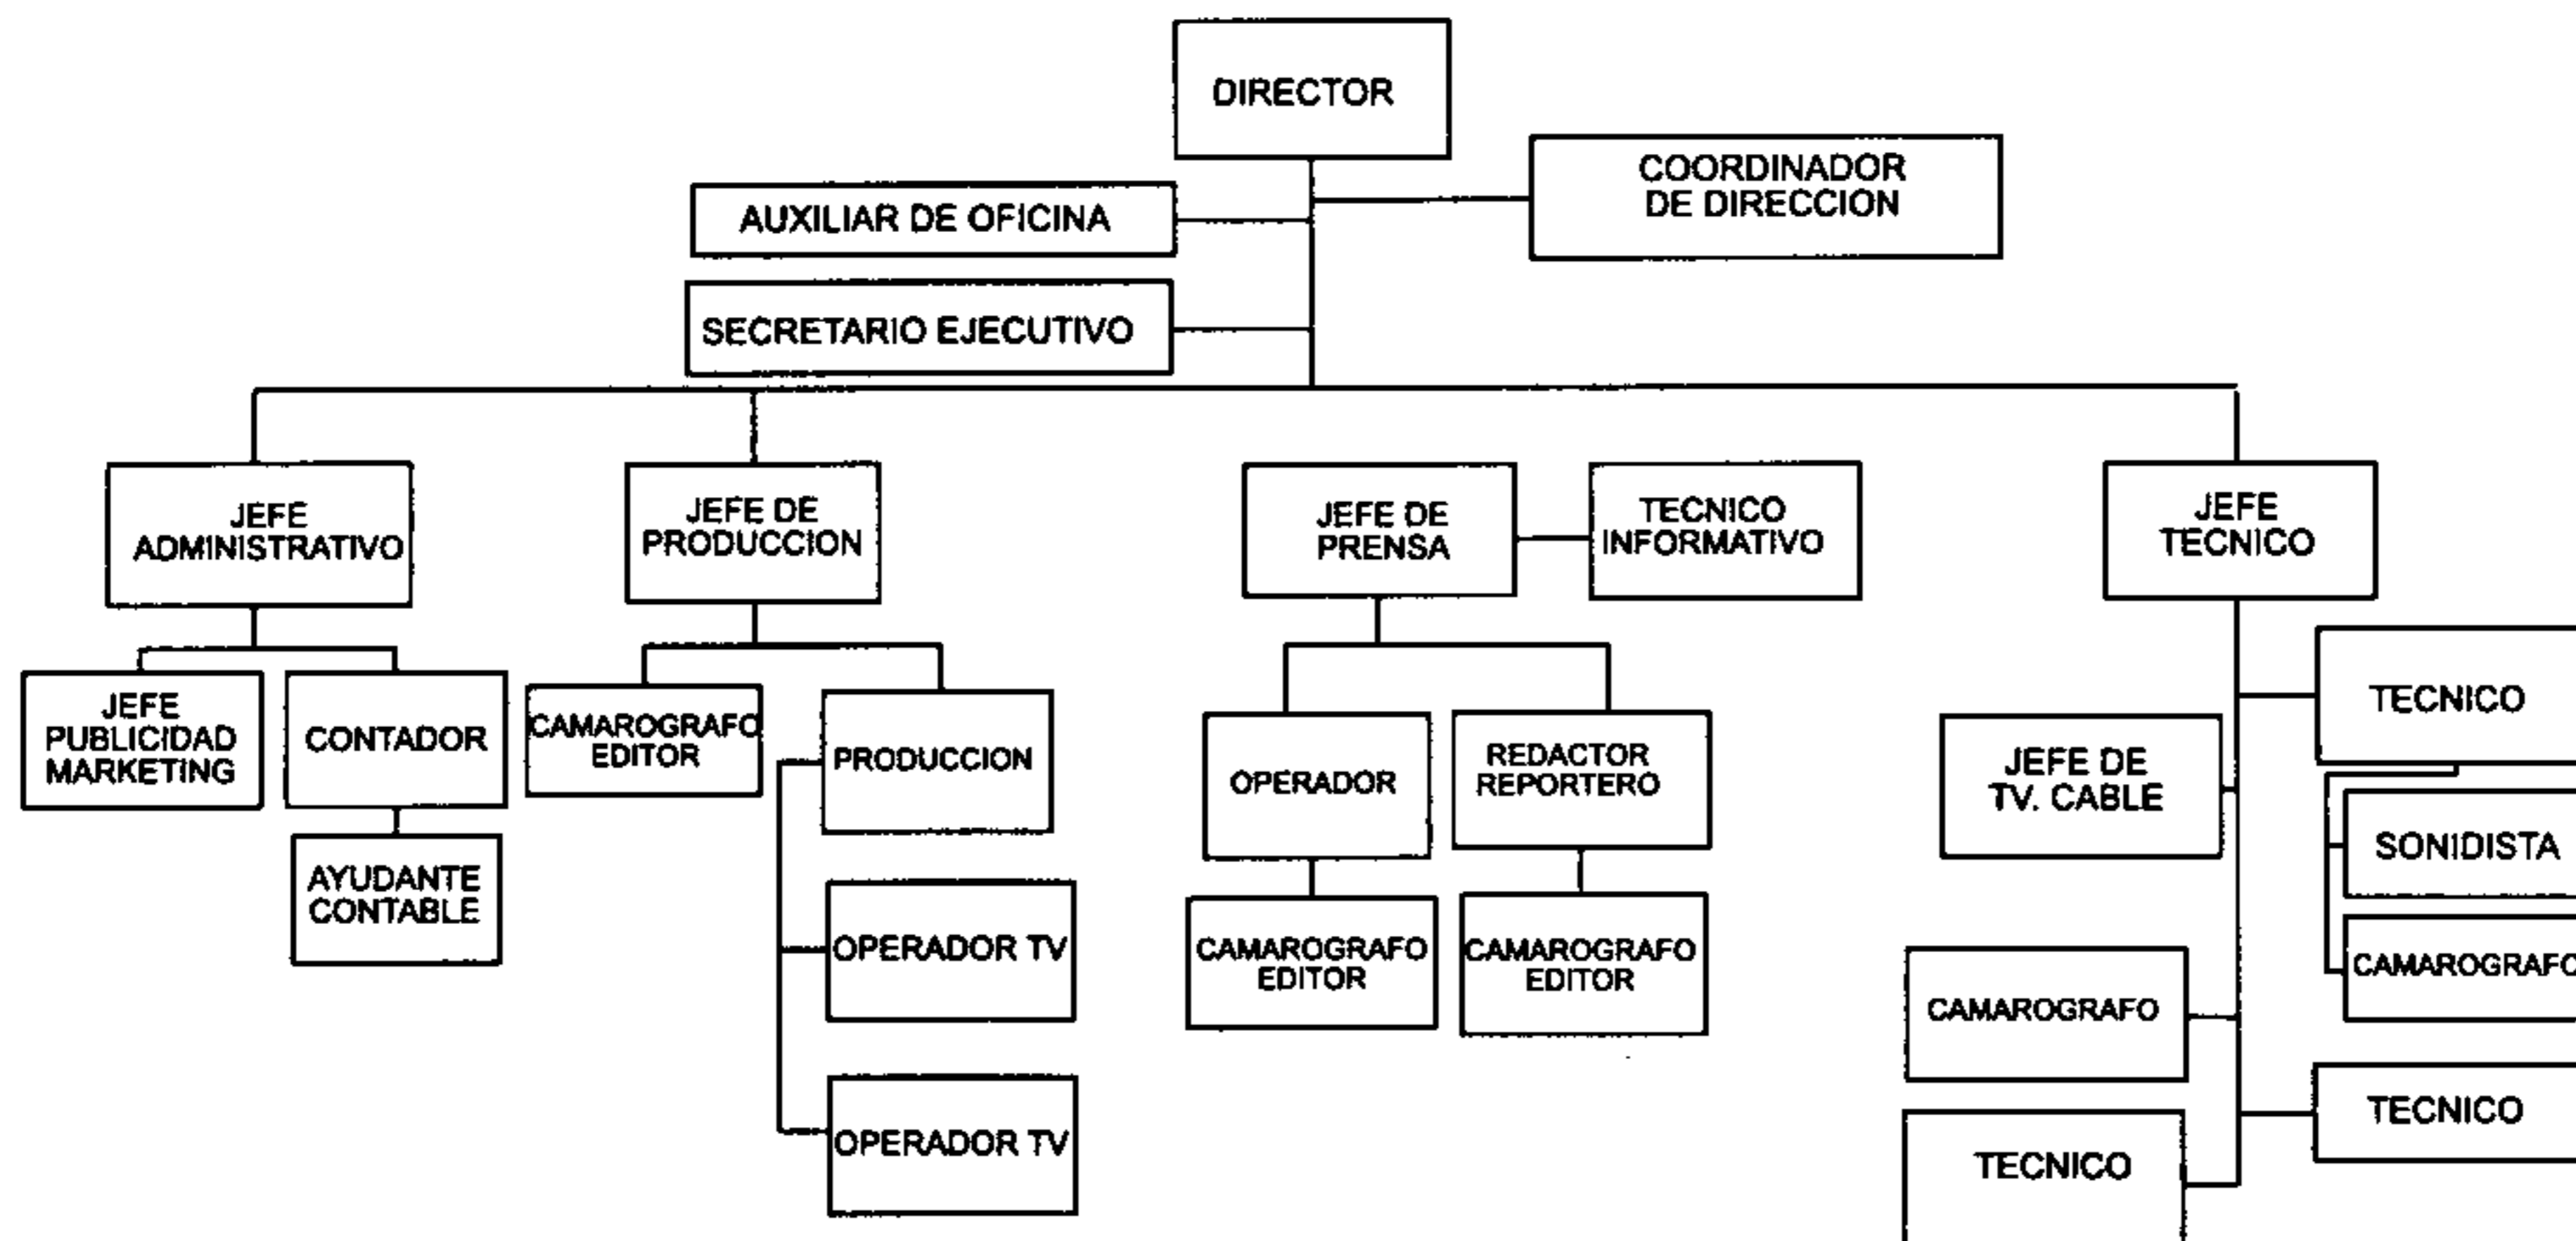 DIRECTOR
COORDINADOR
DE DIRECCION
AUXILIAR DE OFICINA
SECRETARIO EJECUTIVO
JEFE
ADMINISTRATIVO
JEFE DE
PRODUCCION
JEFE DE
PRENSA
TECNICO
INFORMATIVO
JEFE
TECNICO
JEFE
PUBLICIDAD
MARKETING
CONTADOR
AYUDANTE
CONTABLE
CAMAROGRAFO
EDITOR
PRODUCCION
OPERADOR TV
OPERADOR TV
OPERADOR
REDACTOR
REPORTERO
CAMAROGRAFO
EDITOR
CAMAROGRAFO
EDITOR
TECNICO
JEFE DE
TV. CABLE
SONIDISTA
CAMAROGRAFO
CAMAROGRAFO
TECNICO
TECNICO